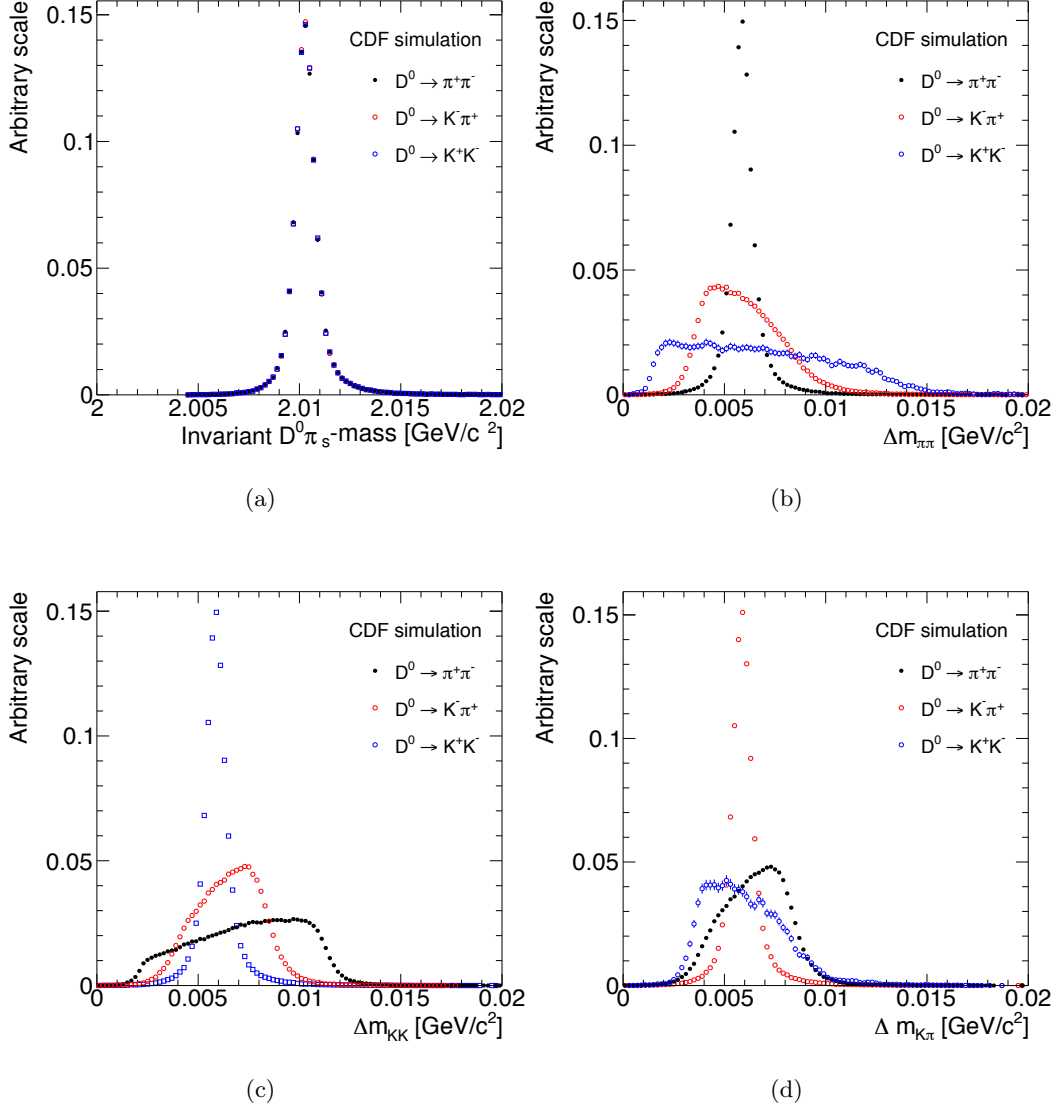 Arbitrary scale
0.15
0.1
0.05
0
CDF simulation
D⁰ → π⁺π⁻
D⁰ → K⁻π⁺
D⁰ → K⁺K⁻
2 2.005 2.01 2.015 2.02
Invariant D⁰π_s-mass [GeV/c²]
(a)
Arbitrary scale
0.15
0.1
0.05
0
CDF simulation
D⁰ → π⁺π⁻
D⁰ → K⁻π⁺
D⁰ → K⁺K⁻
0 0.005 0.01 0.015 0.02
Δm_ππ [GeV/c²]
(b)
Arbitrary scale
0.15
0.1
0.05
0
CDF simulation
D⁰ → π⁺π⁻
D⁰ → K⁻π⁺
D⁰ → K⁺K⁻
0 0.005 0.01 0.015 0.02
Δm_KK [GeV/c²]
(c)
Arbitrary scale
0.15
0.1
0.05
0
CDF simulation
D⁰ → π⁺π⁻
D⁰ → K⁻π⁺
D⁰ → K⁺K⁻
0 0.005 0.01 0.015 0.02
Δ m_Kπ [GeV/c²]
(d)